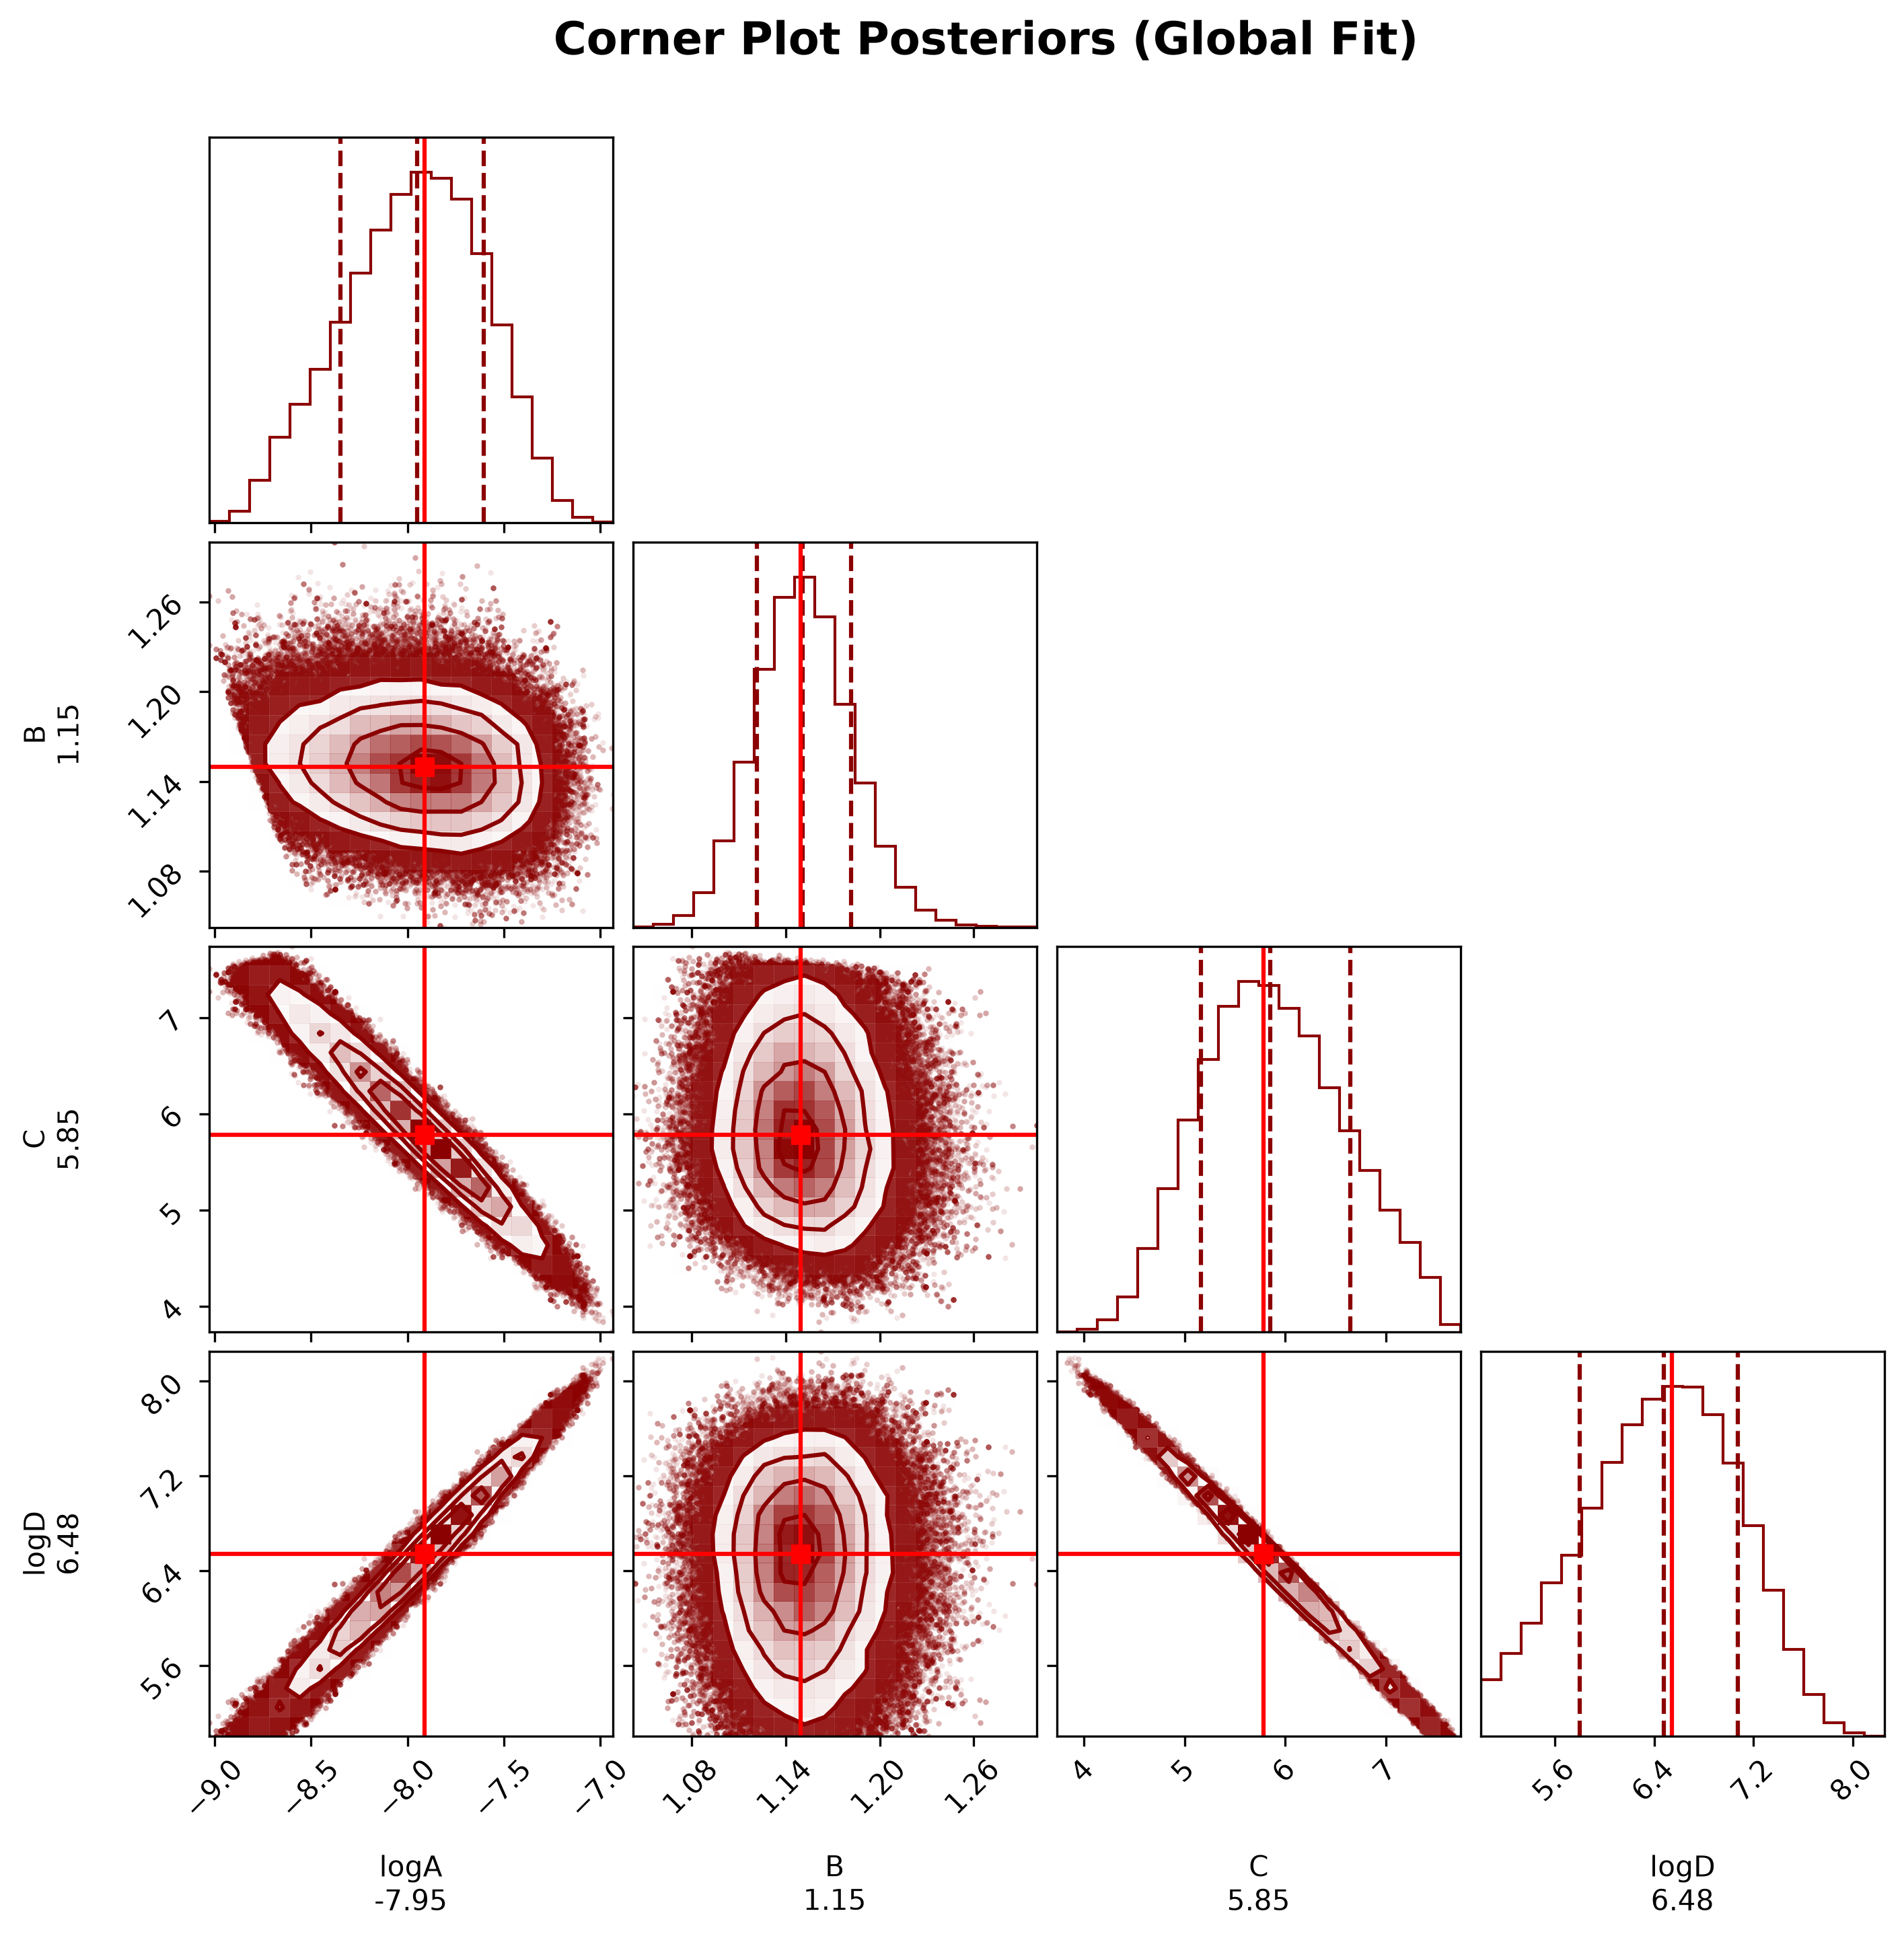 Corner Plot Posteriors (Global Fit)
1.26
1.20
1.14
1.08
B
1.15
7
6
5
4
C
5.85
8.0
7.2
6.4
5.6
logD
6.48
−9.0 −8.5 −8.0 −7.5 −7.0 1.08 1.14 1.20 1.26 4 5 6 7 5.6 6.4 7.2 8.0
logA B C logD
-7.95 1.15 5.85 6.48